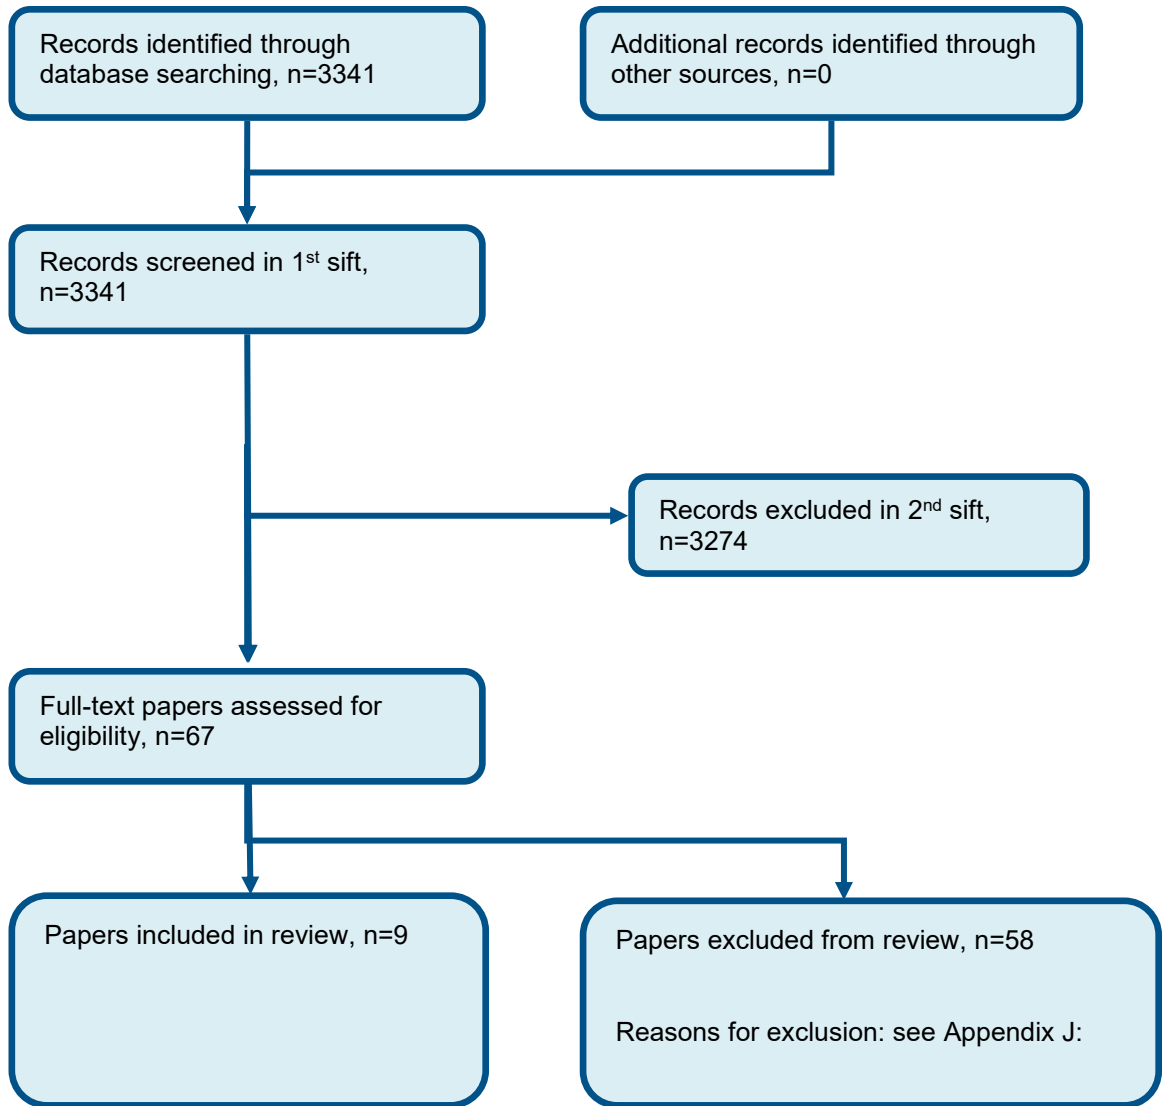 Records identified through
database searching, n=3341
Additional records identified through
other sources, n=0
Records screened in 1st sift,
n=3341
Records excluded in 2nd sift,
n=3274
Full-text papers assessed for
eligibility, n=67
Papers included in review, n=9
Papers excluded from review, n=58
Reasons for exclusion: see Appendix J: